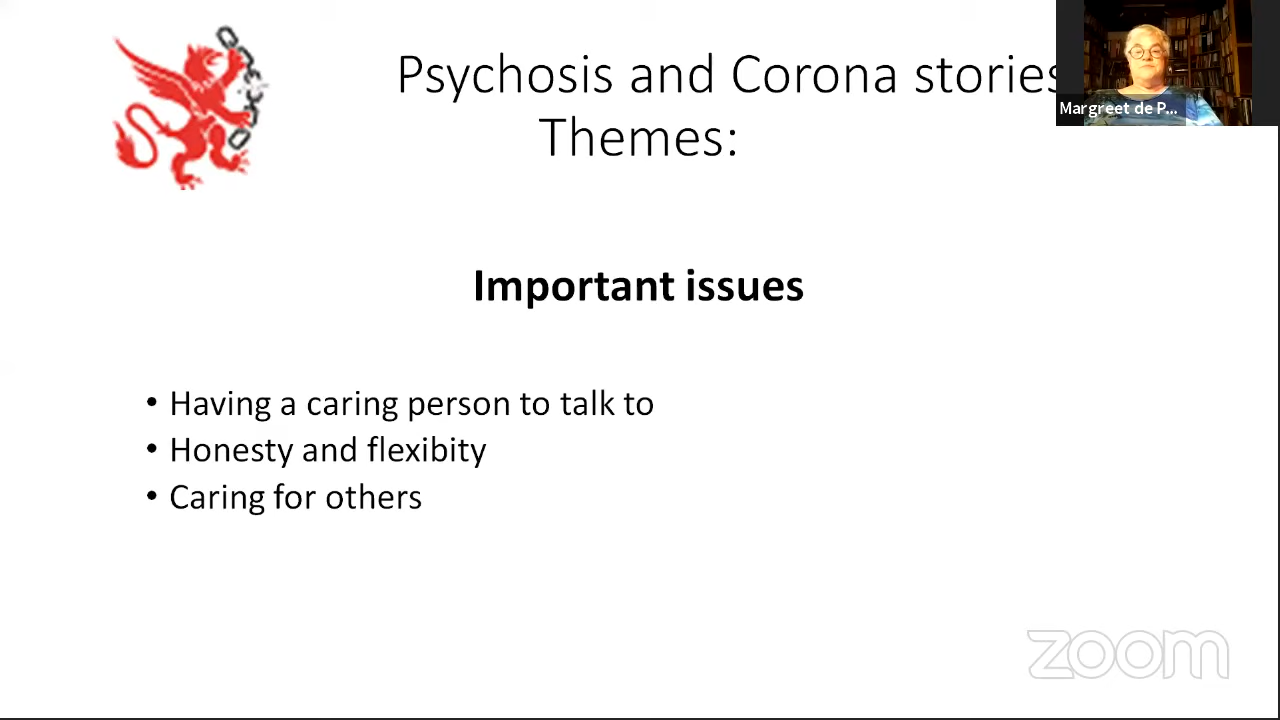 Psychosis and Corona stories
Themes:
Margreet de P...
Important issues
• Having a caring person to talk to
• Honesty and flexibity
• Caring for others
zoom